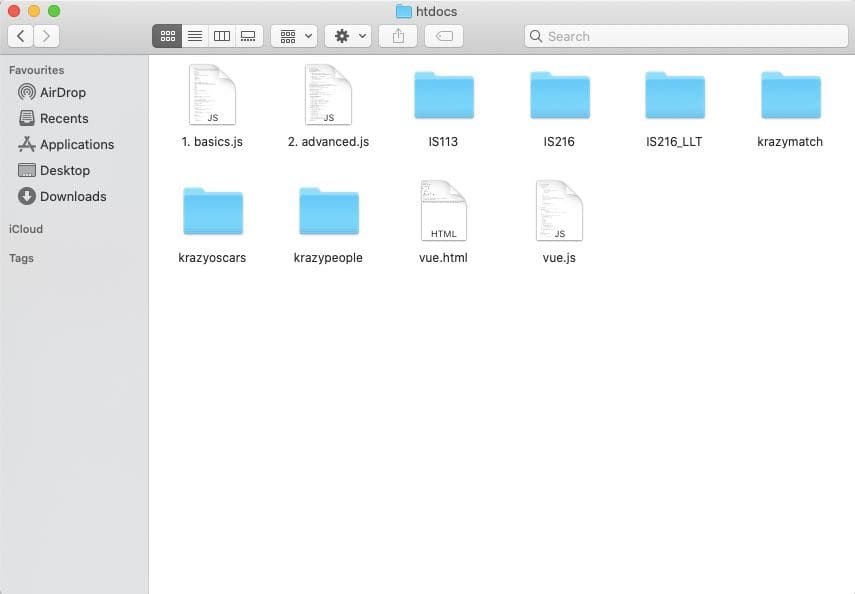 htdocs
Search
Favourites
AirDrop
Recents
Applications
Desktop
Downloads
iCloud
Tags
JS
JS
1. basics.js
2. advanced.js
IS113
IS216
IS216_LLT
krazymatch
HTML
JS
krazyoscars
krazypeople
vue.html
vue.js